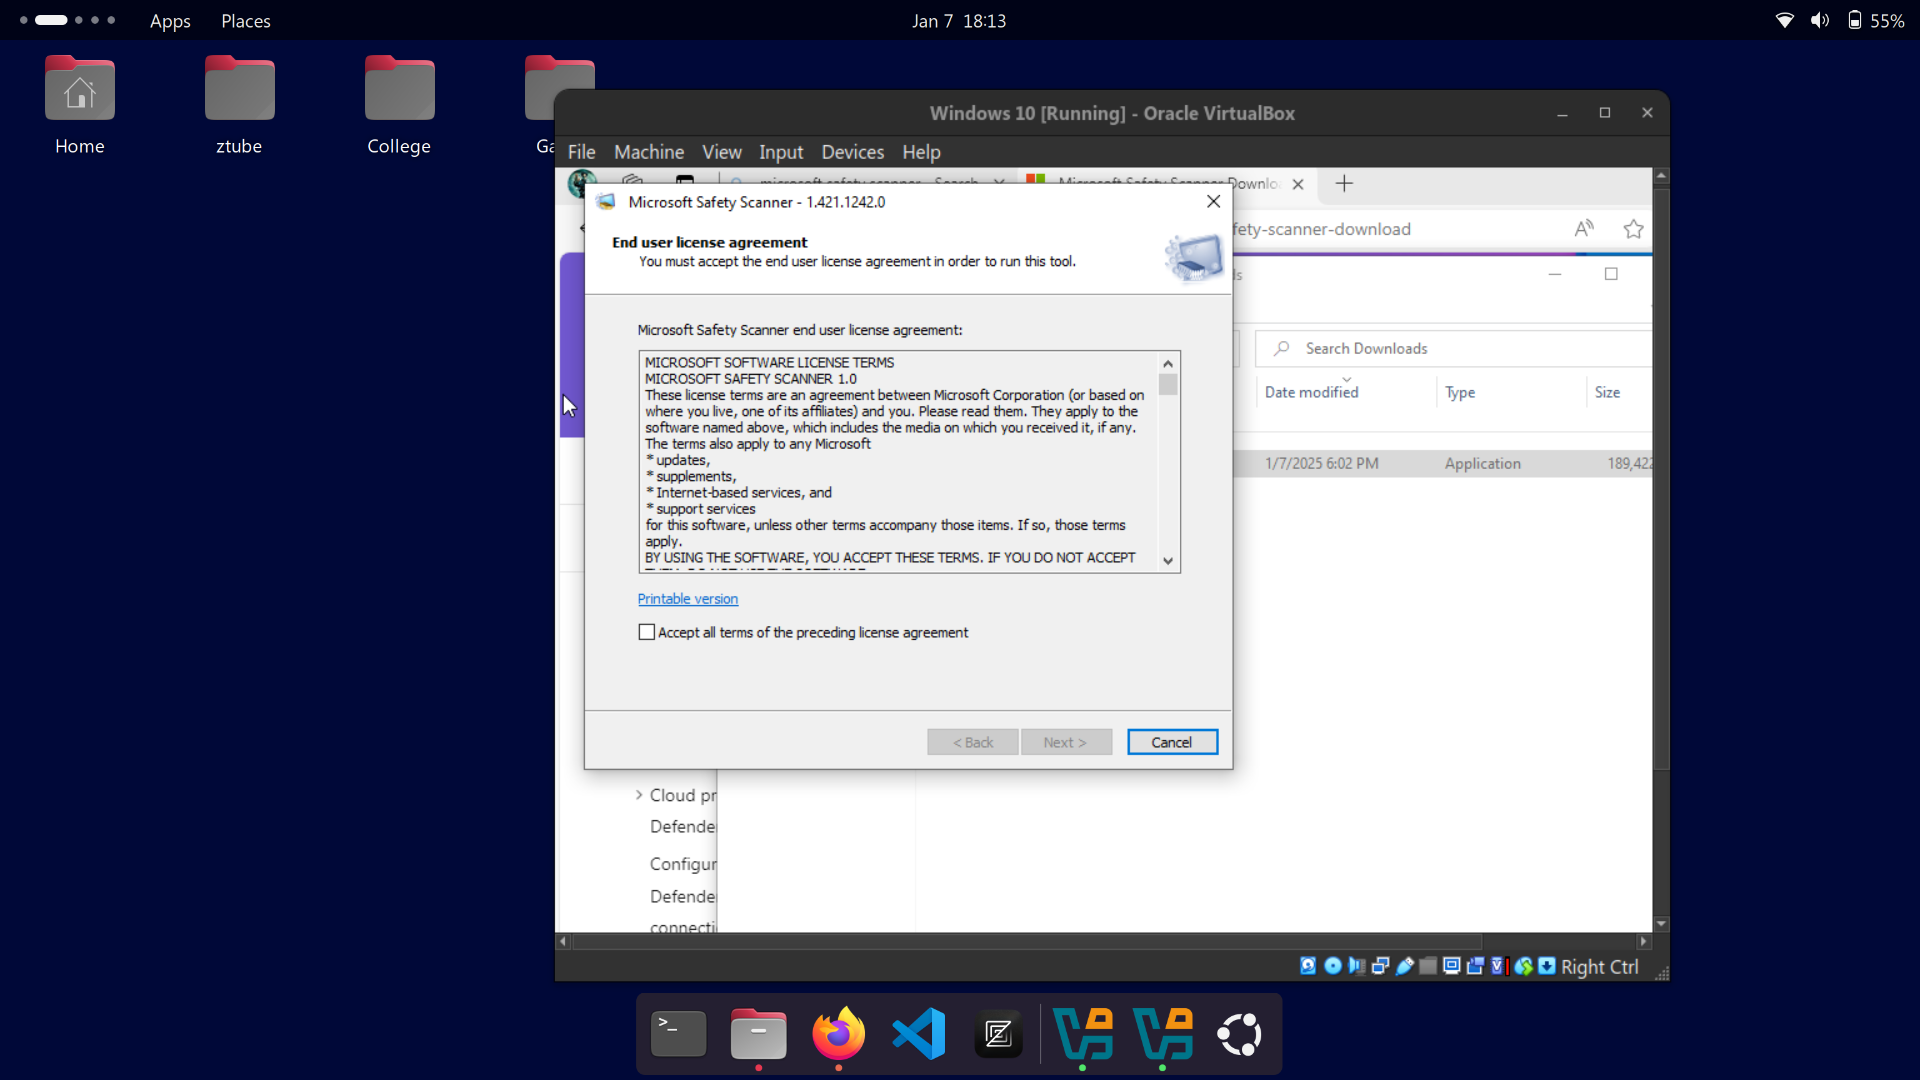 Apps Places
Jan 7 18:13
55%
Home
ztube
College
Windows 10 [Running] - Oracle VirtualBox
File Machine View Input Devices Help
microsoft safety scanner - Search
Microsoft Safety Scanner Downlo
Microsoft Safety Scanner - 1.421.1242.0
fety-scanner-download
End user license agreement
You must accept the end user license agreement in order to run this tool.
Microsoft Safety Scanner end user license agreement:
MICROSOFT SOFTWARE LICENSE TERMS
MICROSOFT SAFETY SCANNER 1.0
These license terms are an agreement between Microsoft Corporation (or based on
where you live, one of its affiliates) and you. Please read them. They apply to the
software named above, which includes the media on which you received it, if any.
The terms also apply to any Microsoft
* updates,
* supplements,
* Internet-based services, and
* support services
for this software, unless other terms accompany those items. If so, those terms
apply.
BY USING THE SOFTWARE, YOU ACCEPT THESE TERMS. IF YOU DO NOT ACCEPT
Printable version
Accept all terms of the preceding license agreement
< Back
Next >
Cancel
Search Downloads
Date modified
Type
Size
1/7/2025 6:02 PM
Application
189,422
Cloud pr
Defende
Configur
Defende
connecti
Right Ctrl